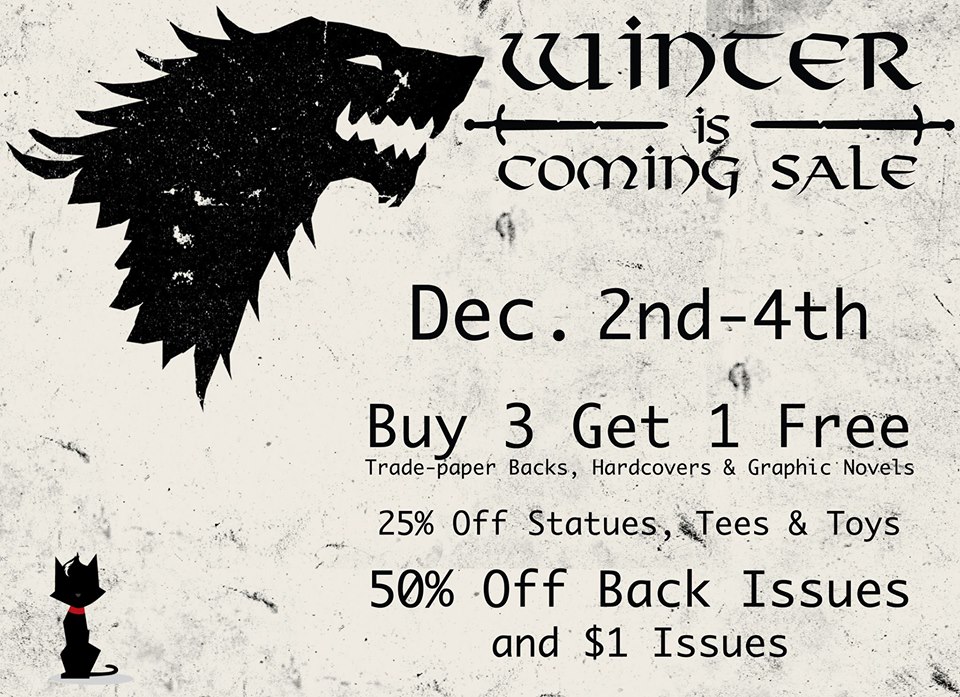 WINTER
is
COMING SALE
Dec. 2nd-4th
Buy 3 Get 1 Free
Trade-paper Backs, Hardcovers & Graphic Novels
25% Off Statues, Tees & Toys
50% Off Back Issues
and $1 Issues